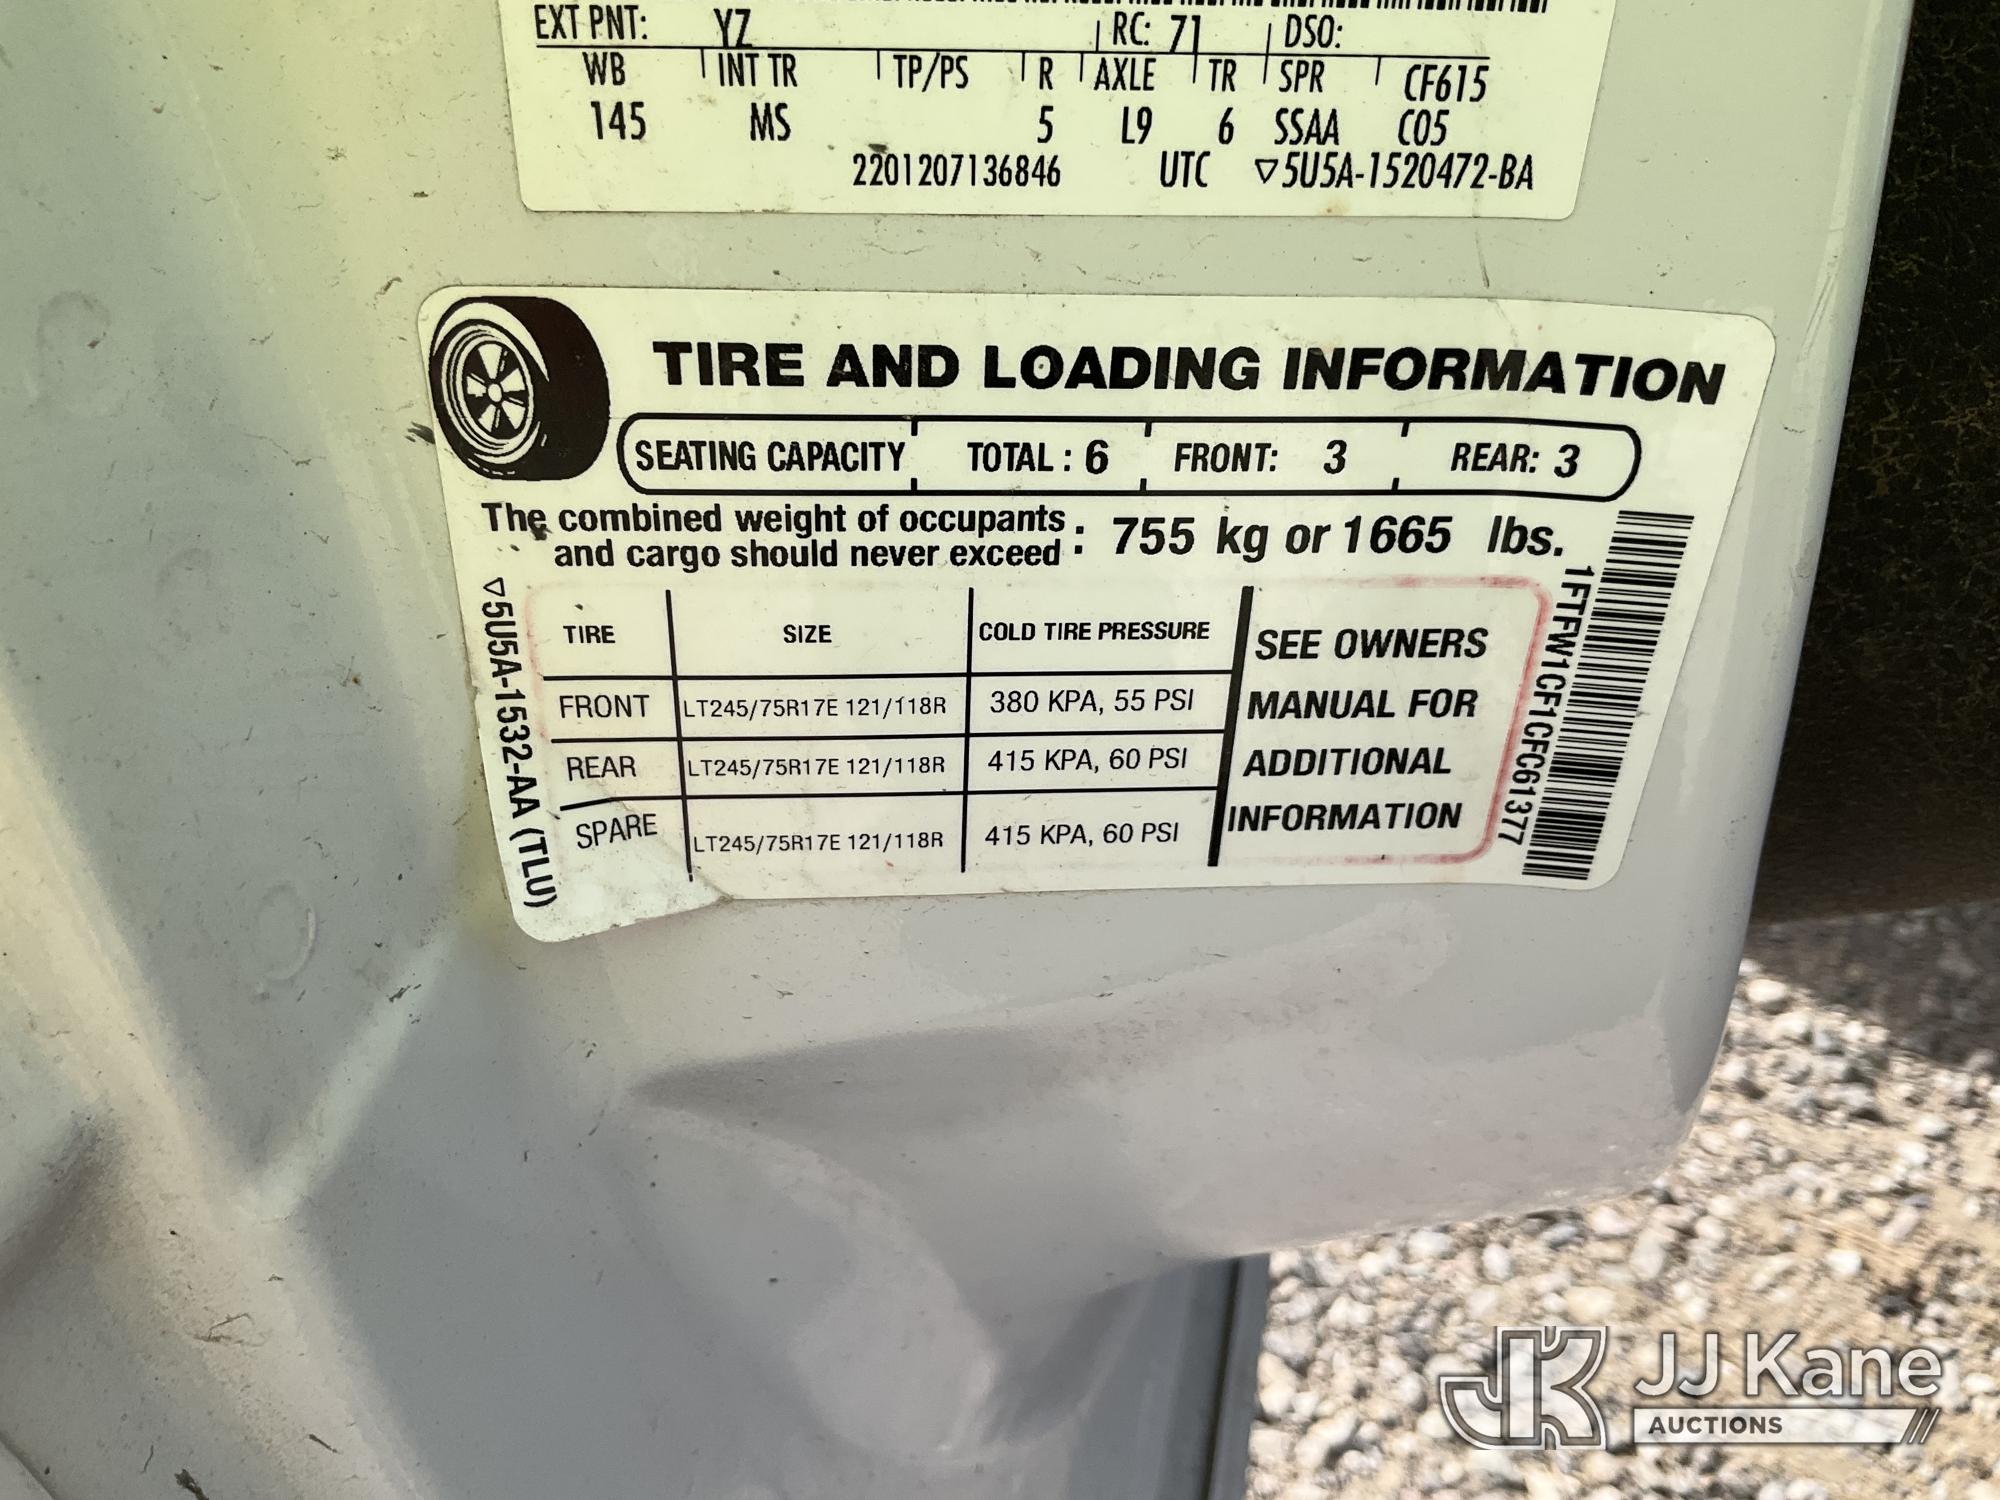 EXT PNT: YZ RC: 71 DSO:
WB INT TR TP/PS R AXLE TR SPR CF615
145 MS 5 L9 6 SSAA C05
2201207136846 UTC ▽5U5A-1520472-BA
TIRE AND LOADING INFORMATION
SEATING CAPACITY TOTAL : 6 FRONT: 3 REAR: 3
The combined weight of occupants
and cargo should never exceed : 755 kg or 1665 lbs.
TIRE SIZE COLD TIRE PRESSURE
FRONT LT245/75R17E 121/118R 380 KPA, 55 PSI
REAR LT245/75R17E 121/118R 415 KPA, 60 PSI
SPARE LT245/75R17E 121/118R 415 KPA, 60 PSI
SEE OWNERS
MANUAL FOR
ADDITIONAL
INFORMATION
▽5U5A-1532-AA (TLU)
1FTFW1CF1CFC61377
JK JJ Kane
AUCTIONS